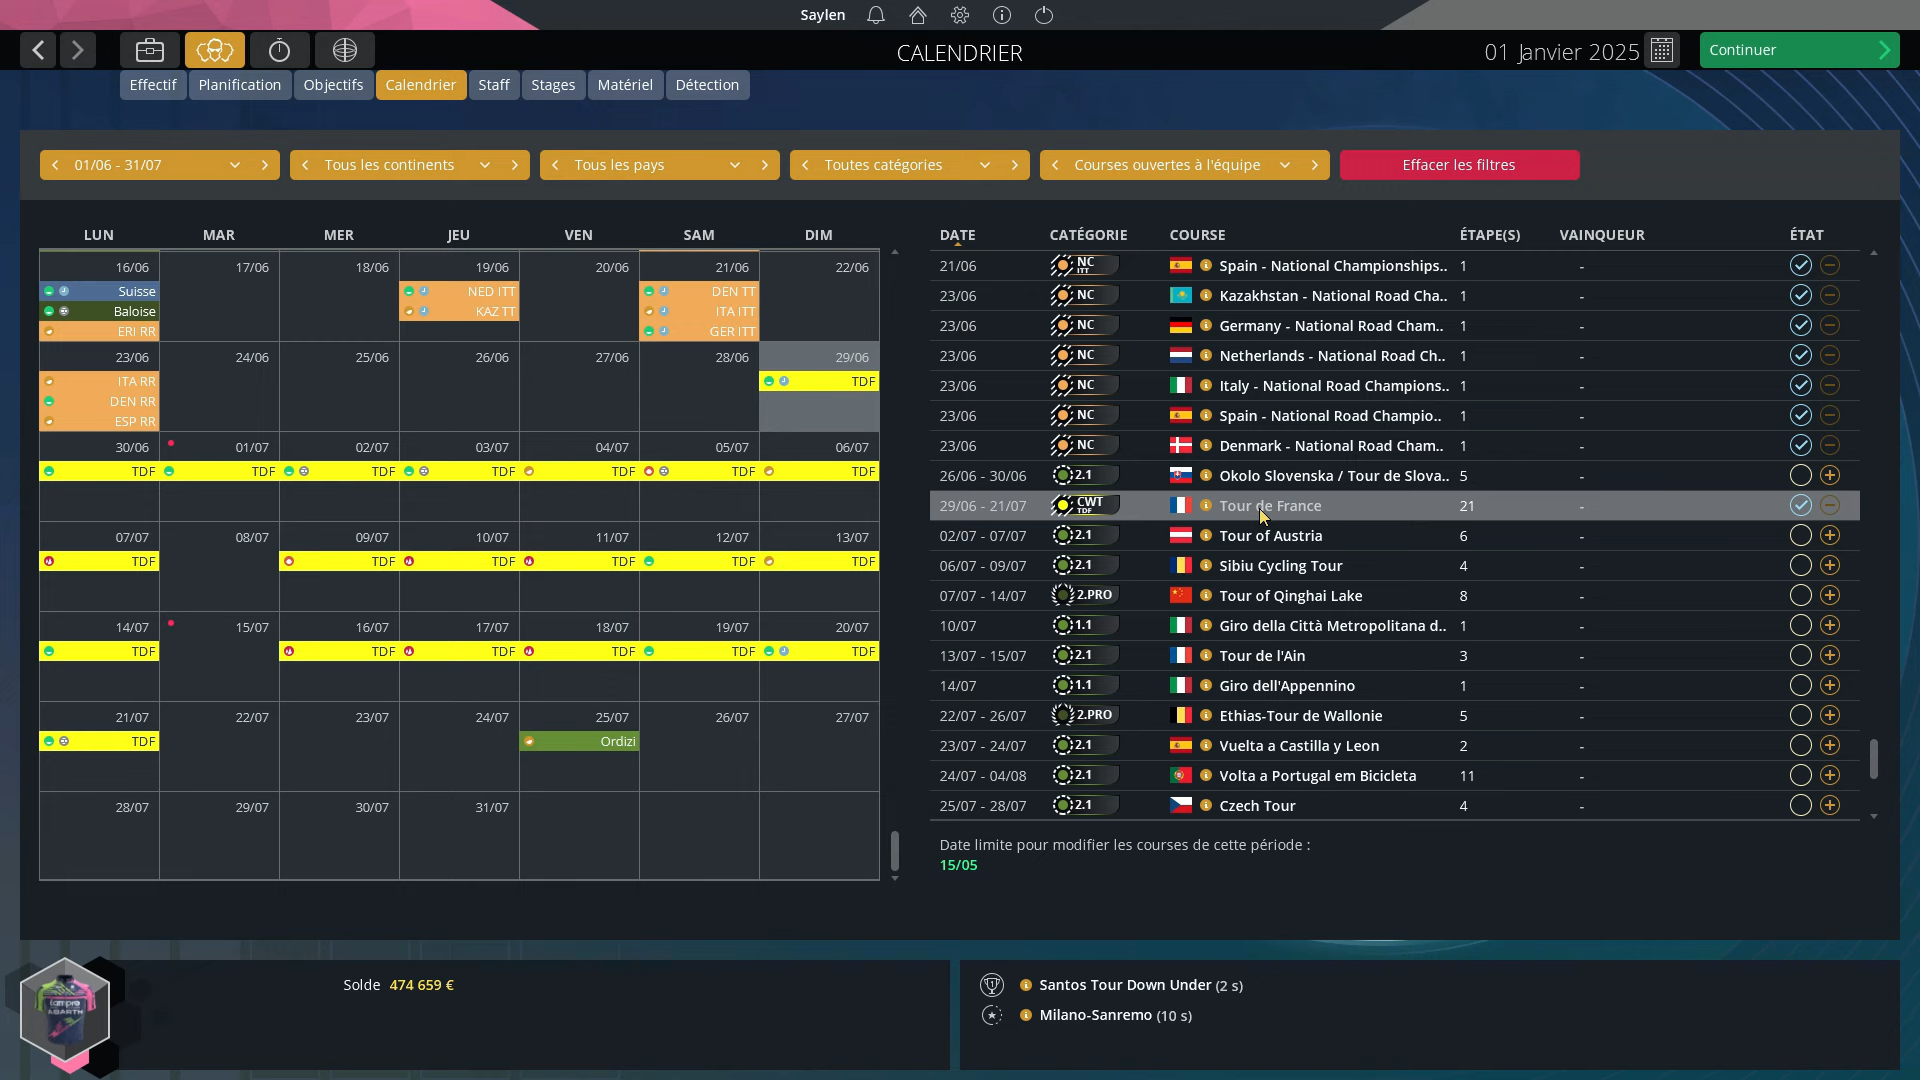 Saylen
CALENDRIER
01 Janvier 2025
Continuer
Effectif
Planification
Objectifs
Calendrier
Staff
Stages
Matériel
Détection
01/06 - 31/07
Tous les continents
Tous les pays
Toutes catégories
Courses ouvertes à l'équipe
Effacer les filtres
LUN MAR MER JEU VEN SAM DIM
16/06 17/06 18/06 19/06 20/06 21/06 22/06
Suisse NED ITT DEN TT
Baloise KAZ TT ITA ITT
ERI RR GER ITT
23/06 24/06 25/06 26/06 27/06 28/06 29/06
ITA RR TDF
DEN RR
ESP RR
30/06 01/07 02/07 03/07 04/07 05/07 06/07
TDF TDF TDF TDF TDF TDF TDF
07/07 08/07 09/07 10/07 11/07 12/07 13/07
TDF TDF TDF TDF TDF TDF
14/07 15/07 16/07 17/07 18/07 19/07 20/07
TDF TDF TDF TDF TDF TDF
21/07 22/07 23/07 24/07 25/07 26/07 27/07
TDF Ordizi
28/07 29/07 30/07 31/07
DATE CATÉGORIE COURSE ÉTAPE(S) VAINQUEUR ÉTAT
21/06 NC ITT Spain - National Championships.. 1 -
23/06 NC Kazakhstan - National Road Cha.. 1 -
23/06 NC Germany - National Road Cham.. 1 -
23/06 NC Netherlands - National Road Ch.. 1 -
23/06 NC Italy - National Road Champions.. 1 -
23/06 NC Spain - National Road Champio.. 1 -
23/06 NC Denmark - National Road Cham.. 1 -
26/06 - 30/06 2.1 Okolo Slovenska / Tour de Slova.. 5 -
29/06 - 21/07 CWT TDF Tour de France 21 -
02/07 - 07/07 2.1 Tour of Austria 6 -
06/07 - 09/07 2.1 Sibiu Cycling Tour 4 -
07/07 - 14/07 2.PRO Tour of Qinghai Lake 8 -
10/07 1.1 Giro della Città Metropolitana d.. 1 -
13/07 - 15/07 2.1 Tour de l'Ain 3 -
14/07 1.1 Giro dell'Appennino 1 -
22/07 - 26/07 2.PRO Ethias-Tour de Wallonie 5 -
23/07 - 24/07 2.1 Vuelta a Castilla y Leon 2 -
24/07 - 04/08 2.1 Volta a Portugal em Bicicleta 11 -
25/07 - 28/07 2.1 Czech Tour 4 -
Date limite pour modifier les courses de cette période :
15/05
Solde 474 659 €
Santos Tour Down Under (2 s)
Milano-Sanremo (10 s)
lampre
ABARTH